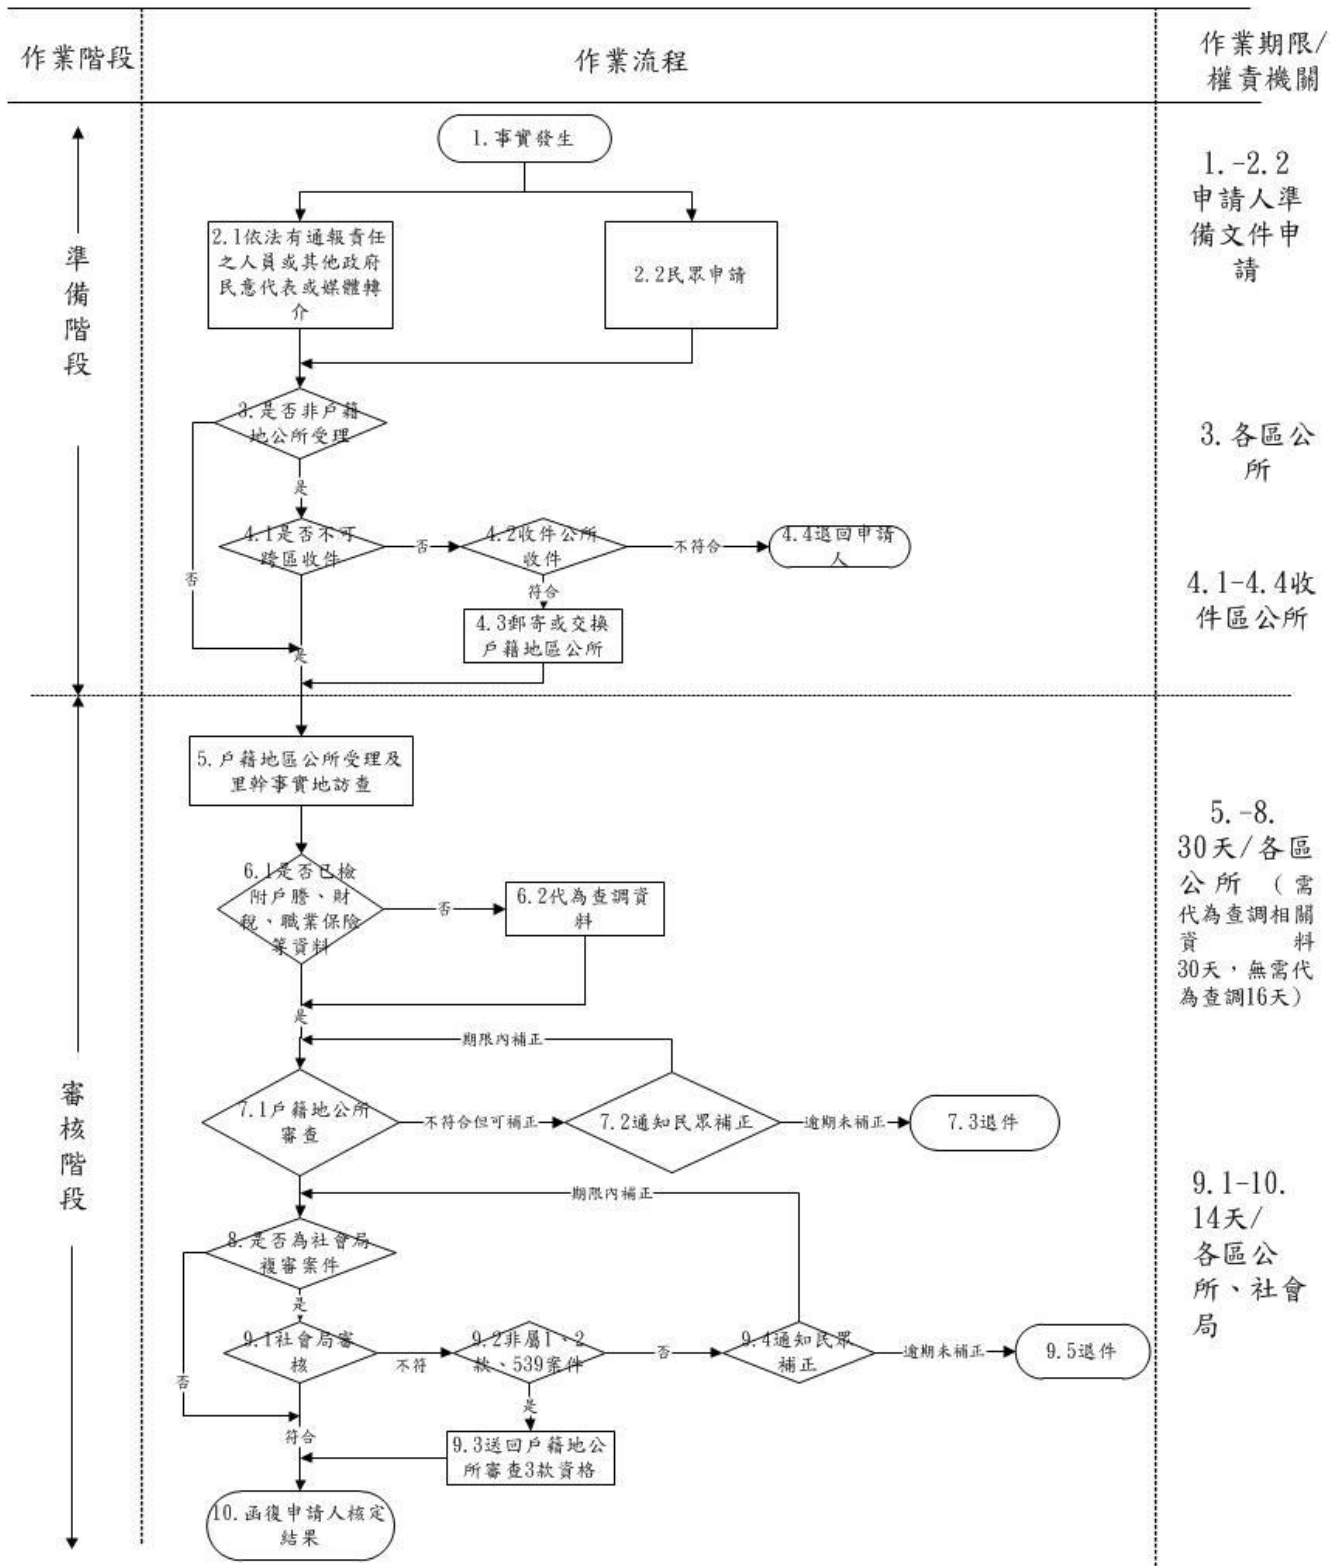 作業階段
作業流程
作業期限/
權責機關
準
備
階
段
1.事實發生
2.1依法有通報責任
之人員或其他政府
民意代表或媒體轉
介
2.2民眾申請
1.-2.2
申請人準
備文件申
請
3.是否非戶籍
地公所受理
是
否
3.各區公
所
4.1是否不可
跨區收件
否
4.2收件公所
收件
不符合
4.4退回申請
人
符合
4.3郵寄或交換
戶籍地區公所
是
4.1-4.4收
件區公所
審
核
階
段
5.戶籍地區公所受理及
里幹事實地訪查
6.1是否已檢
附戶謄、財
稅、職業保險
等資料
否
6.2代為查調資
料
是
5.-8.
30天/各區
公所（需
代為查調相關
資料
30天，無需代
為查調16天）
期限內補正
7.1戶籍地公所
審查
不符合但可補正
7.2通知民眾補正
逾期未補正
7.3退件
期限內補正
8.是否為社會局
複審案件
是
否
9.1社會局審
核
不符
9.2非屬1、2
款、539案件
否
9.4通知民眾
補正
逾期未補正
9.5退件
是
符合
9.3送回戶籍地公
所審查3款資格
10.函復申請人核定
結果
9.1-10.
14天/
各區公
所、社會
局